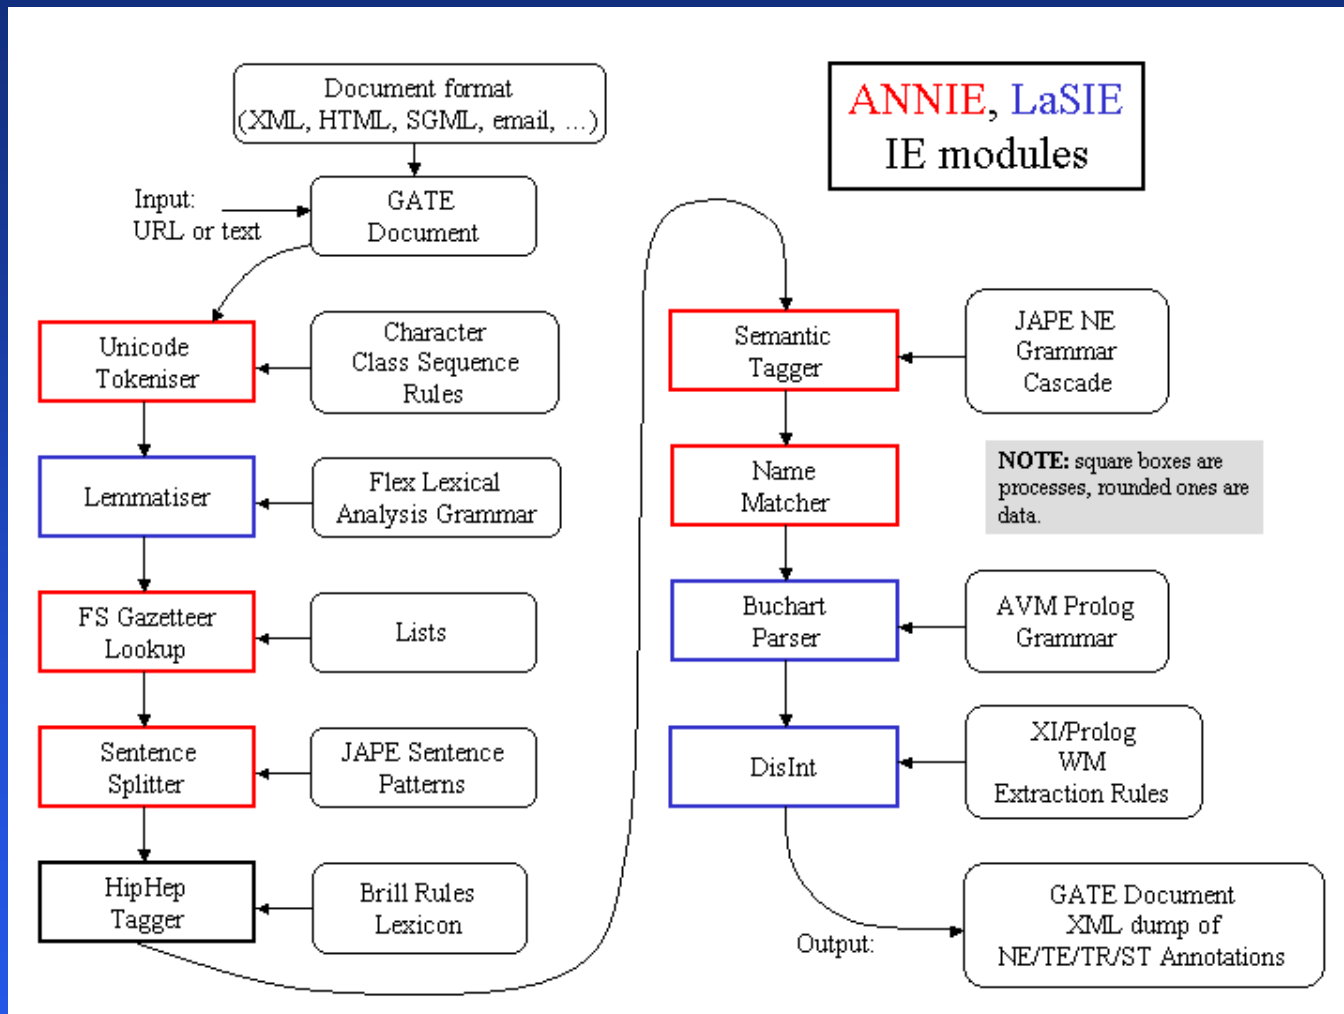 Document format
(XML, HTML, SGML, email, ...)
ANNIE, LaSIE
IE modules
Input:
URL or text
GATE
Document
Unicode
Tokeniser
Character
Class Sequence
Rules
Lemmatiser
Flex Lexical
Analysis Grammar
FS Gazetteer
Lookup
Lists
Sentence
Splitter
JAPE Sentence
Patterns
HipHep
Tagger
Brill Rules
Lexicon
Semantic
Tagger
JAPE NE
Grammar
Cascade
Name
Matcher
NOTE: square boxes are
processes, rounded ones are
data.
Buchart
Parser
AVM Prolog
Grammar
DisInt
XI/Prolog
WM
Extraction Rules
Output:
GATE Document
XML dump of
NE/TE/TR/ST Annotations